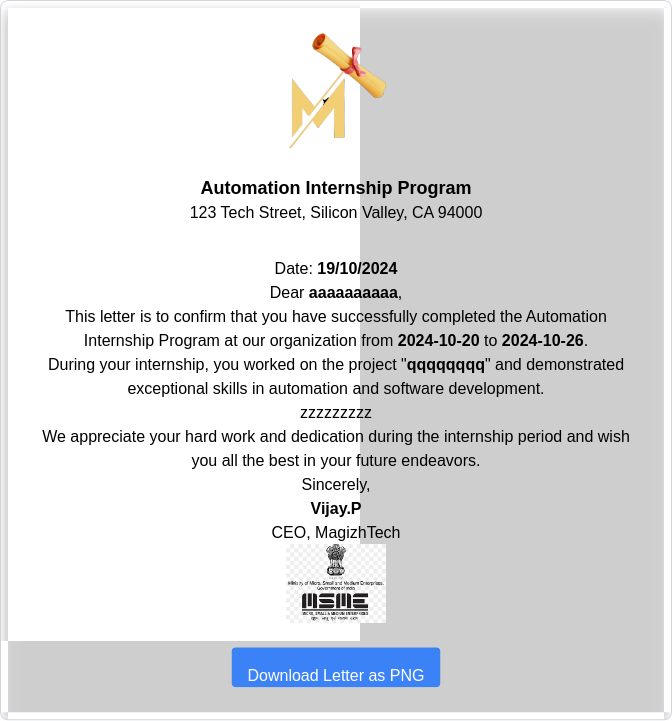 Automation Internship Program
123 Tech Street, Silicon Valley, CA 94000
Date: 19/10/2024
Dear aaaaaaaaaa,
This letter is to confirm that you have successfully completed the Automation
Internship Program at our organization from 2024-10-20 to 2024-10-26.
During your internship, you worked on the project "qqqqqqqq" and demonstrated
exceptional skills in automation and software development.
zzzzzzzzz
We appreciate your hard work and dedication during the internship period and wish
you all the best in your future endeavors.
Sincerely,
Vijay.P
CEO, MagizhTech
Ministry of Micro, Small and Medium Enterprises,
Government of India
MSME
MICRO, SMALL & MEDIUM ENTERPRISES
Download Letter as PNG